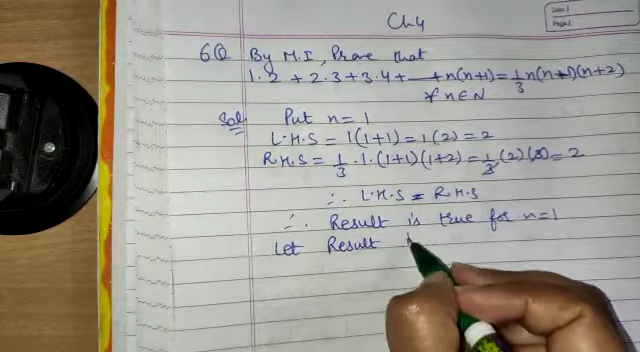 Ch4
Date:
Page:
6Q By M.I, Prove that
1.2 + 2.3 + 3.4 + — + n(n+1) = 1/3 n(n+1)(n+2)
∀ n ∈ N
Sol Put n = 1
L.H.S = 1(1+1) = 1(2) = 2
R.H.S = 1/3 . 1. (1+1)(1+2) = 1/3 (2)(3) = 2
∴ L.H.S = R.H.S
∴ Result is true for n=1
Let Result